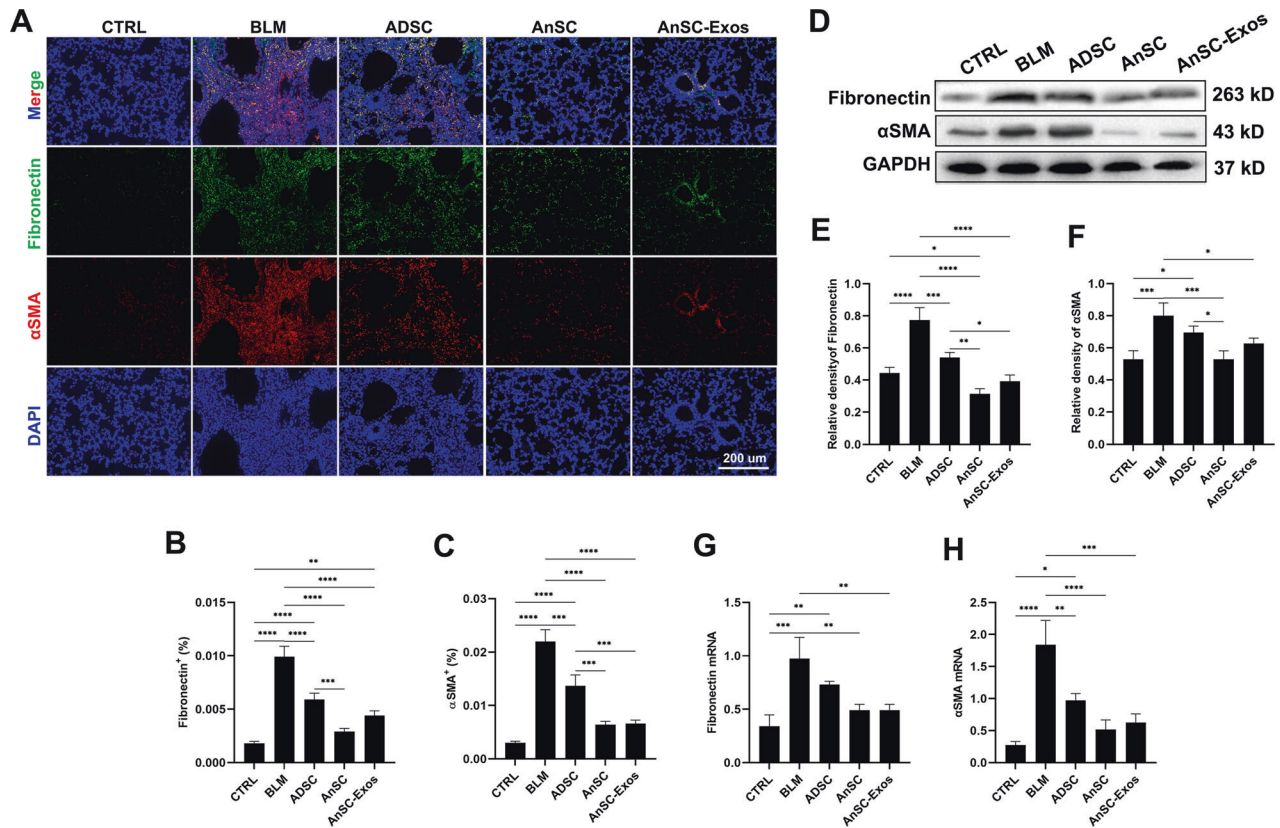 A
CTRL BLM ADSC AnSC AnSC-Exos
Merge
Fibronectin
αSMA
DAPI
200 um
D
CTRL BLM ADSC AnSC AnSC-Exos
Fibronectin 263 kD
αSMA 43 kD
GAPDH 37 kD
E
Relative densityof Fibronectin
1.0
0.8
0.6
0.4
0.2
0.0
****
*
****
**** ***
*
**
CTRL BLM ADSC AnSC AnSC-Exos
F
Relative density of αSMA
1.0
0.8
0.6
0.4
0.2
0.0
*
*
*** ***
*
CTRL BLM ADSC AnSC AnSC-Exos
B
Fibronectin⁺ (%)
0.015
0.010
0.005
0.000
**
****
****
****
**** ****
***
CTRL BLM ADSC AnSC AnSC-Exos
C
αSMA⁺ (%)
0.03
0.02
0.01
0.00
****
****
****
**** ***
***
***
CTRL BLM ADSC AnSC AnSC-Exos
G
Fibronectin mRNA
1.5
1.0
0.5
0.0
**
**
*** **
CTRL BLM ADSC AnSC AnSC-Exos
H
αSMA mRNA
2.5
2.0
1.5
1.0
0.5
0.0
***
*
****
**** **
CTRL BLM ADSC AnSC AnSC-Exos